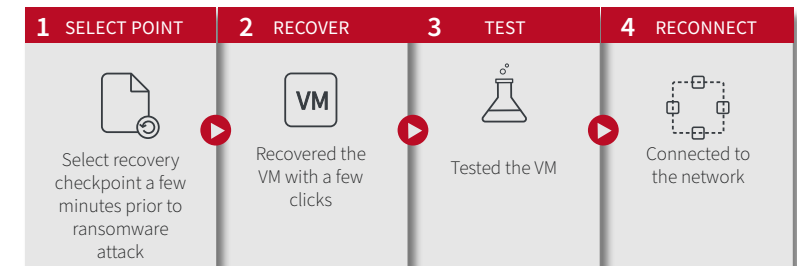 1 SELECT POINT
Select recovery
checkpoint a few
minutes prior to
ransomware
attack
2 RECOVER
VM
Recovered the
VM with a few
clicks
3 TEST
Tested the VM
4 RECONNECT
Connected to
the network